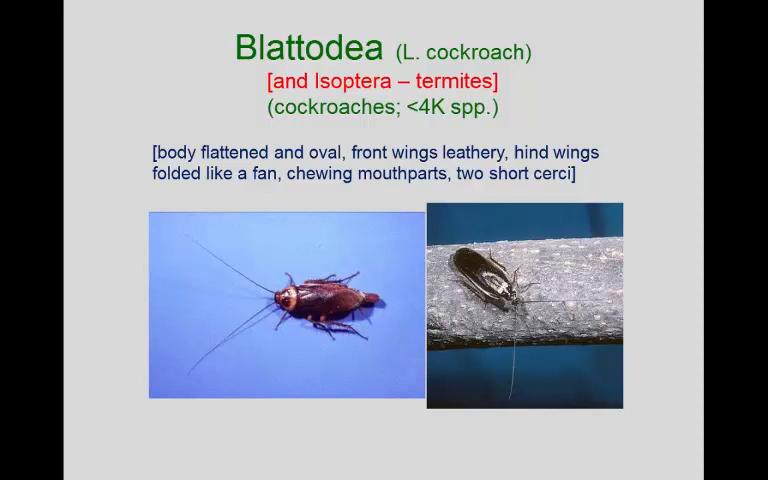 Blattodea (L. cockroach)
[and Isoptera – termites]
(cockroaches; <4K spp.)
[body flattened and oval, front wings leathery, hind wings
folded like a fan, chewing mouthparts, two short cerci]